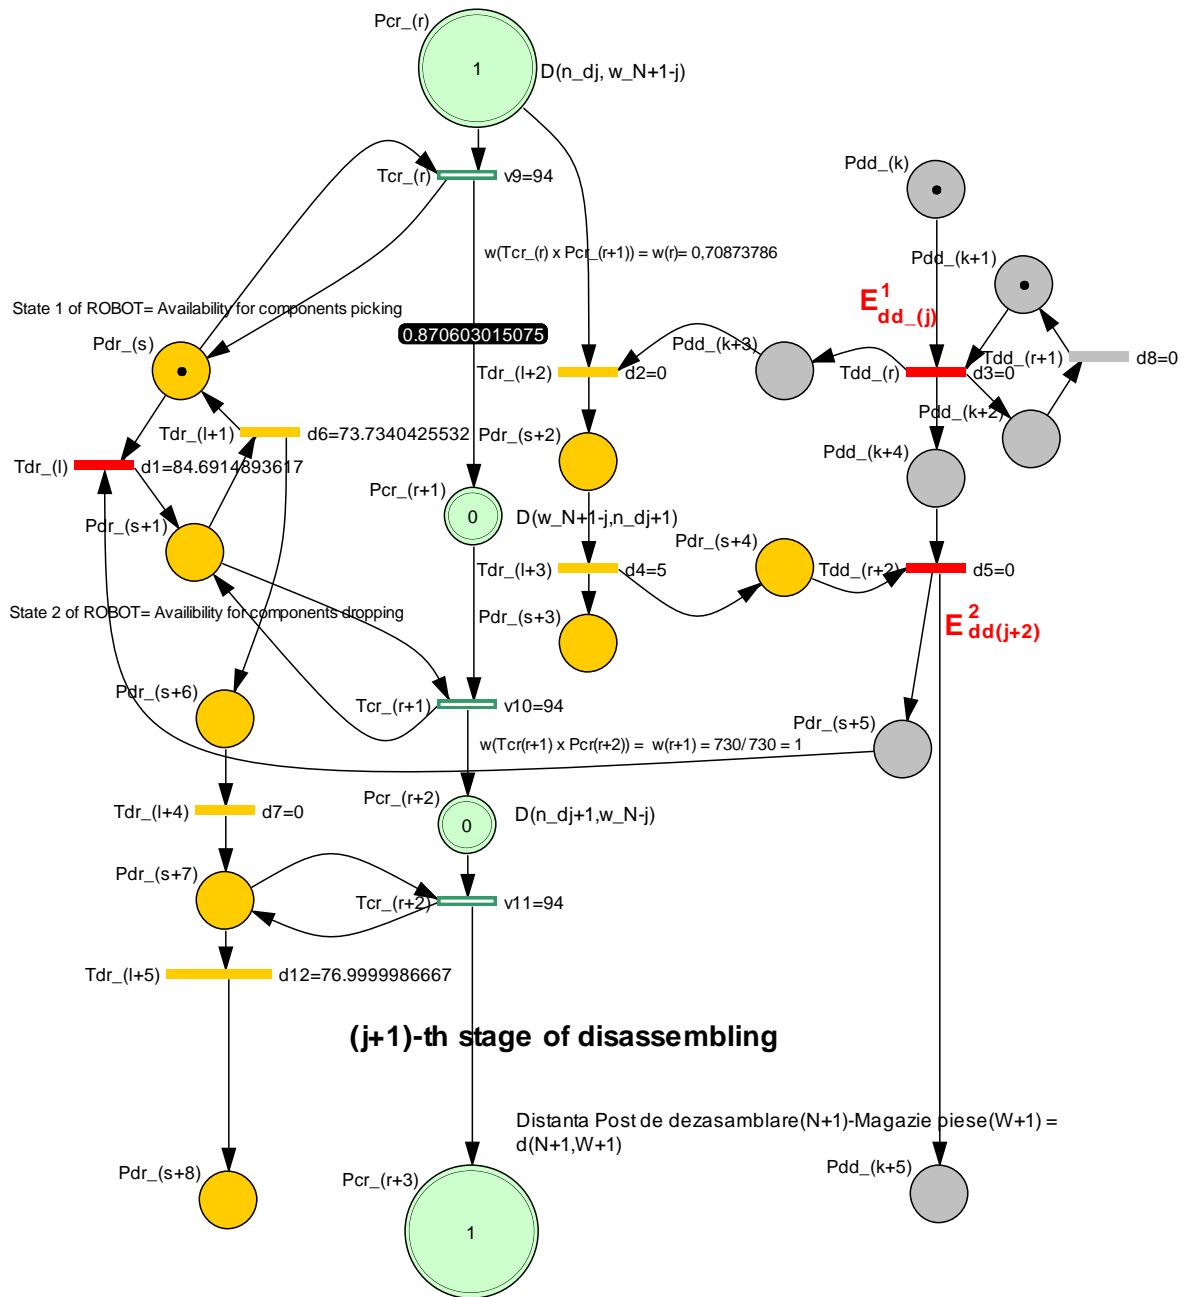 Pcr_(r)
1
D(n_dj, w_N+1-j)
Tcr_(r)
v9=94
Pdd_(k)
w(Tcr_(r) x Pcr_(r+1)) = w(r)= 0,70873786
Pdd_(k+1)
E1dd_(j)
State 1 of ROBOT= Availability for components picking
0.870603015075
Pdr_(s)
Pdd_(k+3)
Tdd_(r+1)
d8=0
Tdr_(l+2)
d2=0
Tdd_(r)
d3=0
Pdd_(k+2)
Tdr_(l+1)
d6=73.7340425532
Pdr_(s+2)
Pdd_(k+4)
Tdr_(l)
d1=84.6914893617
Pcr_(r+1)
0
D(w_N+1-j,n_dj+1)
Pdr_(s+1)
Pdr_(s+4)
Tdr_(l+3)
d4=5
Tdd_(r+2)
d5=0
State 2 of ROBOT= Availibility for components dropping
Pdr_(s+3)
E2dd(j+2)
Pdr_(s+6)
Tcr_(r+1)
v10=94
Pdr_(s+5)
w(Tcr(r+1) x Pcr(r+2)) = w(r+1) = 730/730 = 1
Pcr_(r+2)
0
D(n_dj+1,w_N-j)
Tdr_(l+4)
d7=0
Pdr_(s+7)
Tcr_(r+2)
v11=94
Tdr_(l+5)
d12=76.9999986667
(j+1)-th stage of disassembling
Distanta Post de dezasamblare(N+1)-Magazie piese(W+1) =
d(N+1,W+1)
Pdr_(s+8)
Pcr_(r+3)
1
Pdd_(k+5)